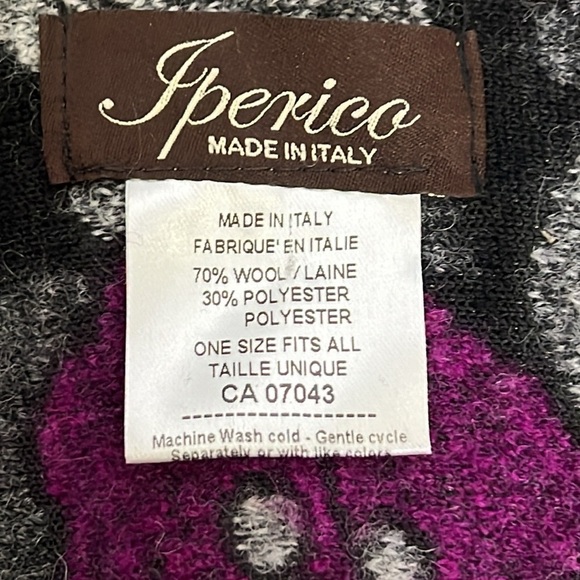 Iperico
MADE IN ITALY
MADE IN ITALY
FABRIQUE' EN ITALIE
70% WOOL / LAINE
30% POLYESTER
POLYESTER
ONE SIZE FITS ALL
TAILLE UNIQUE
CA 07043
Machine Wash cold - Gentle cycle
Separately or with like colors